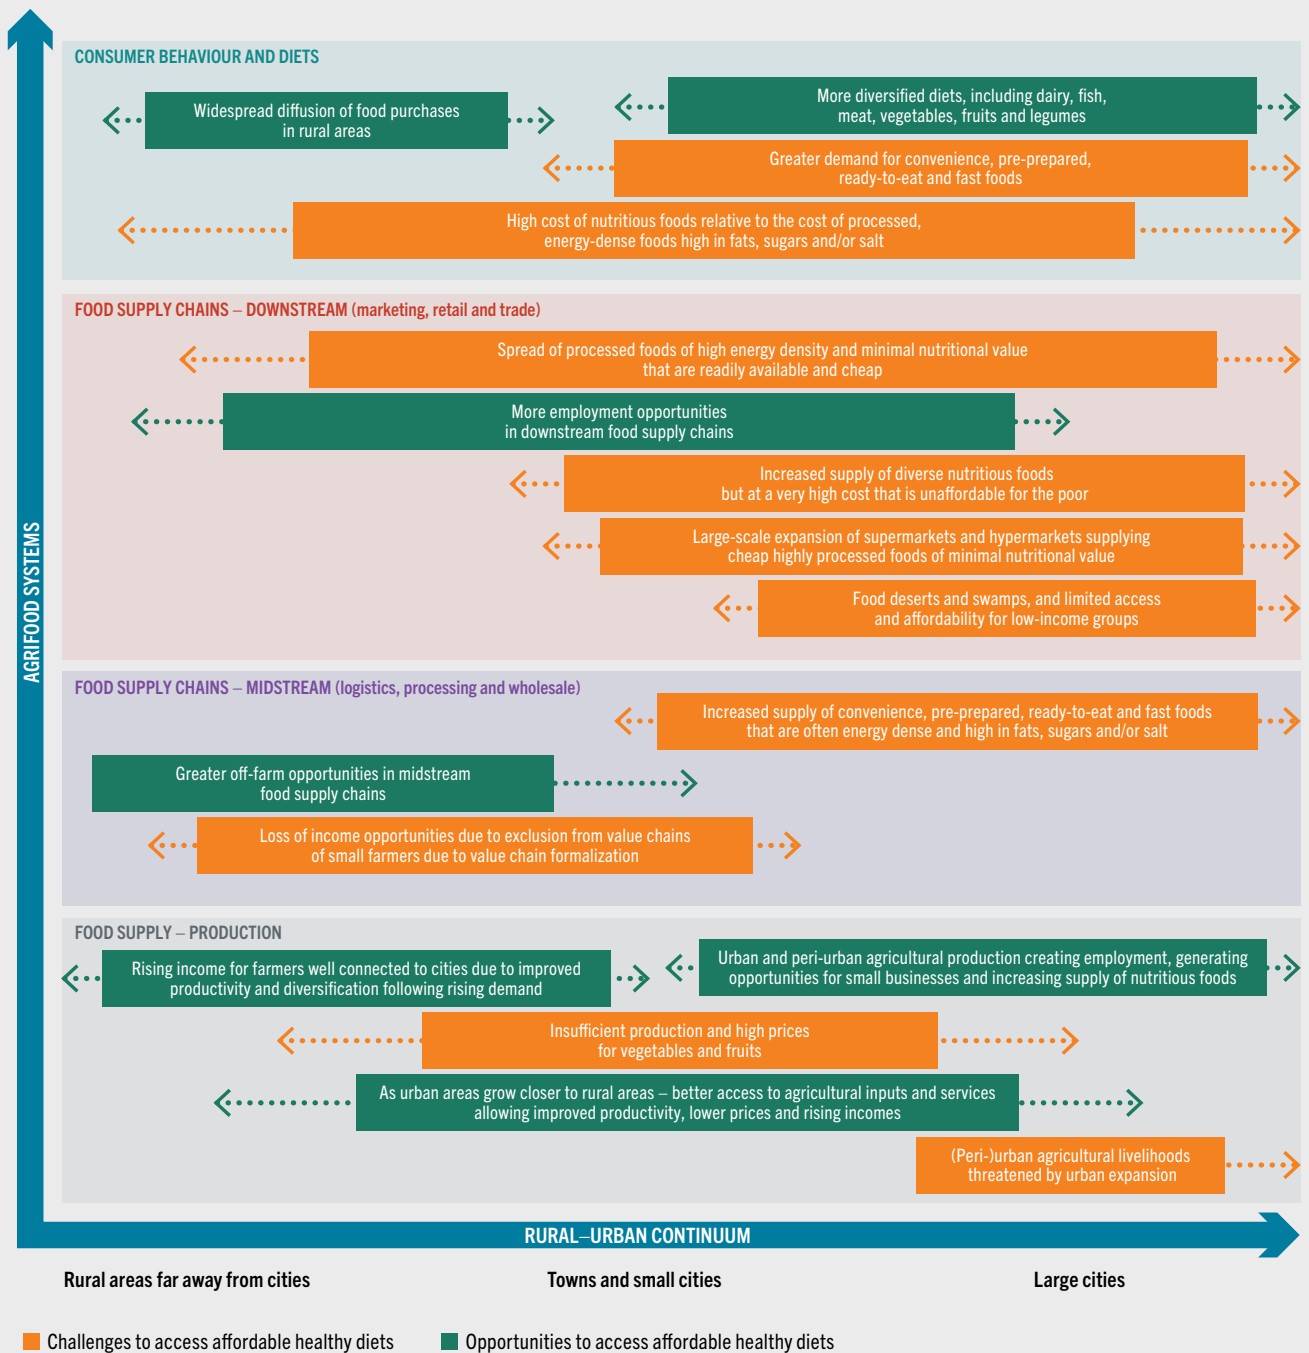 CONSUMER BEHAVIOUR AND DIETS
Widespread diffusion of food purchases
in rural areas
More diversified diets, including dairy, fish,
meat, vegetables, fruits and legumes
Greater demand for convenience, pre-prepared,
ready-to-eat and fast foods
High cost of nutritious foods relative to the cost of processed,
energy-dense foods high in fats, sugars and/or salt
FOOD SUPPLY CHAINS – DOWNSTREAM (marketing, retail and trade)
Spread of processed foods of high energy density and minimal nutritional value
that are readily available and cheap
More employment opportunities
in downstream food supply chains
Increased supply of diverse nutritious foods
but at a very high cost that is unaffordable for the poor
Large-scale expansion of supermarkets and hypermarkets supplying
cheap highly processed foods of minimal nutritional value
Food deserts and swamps, and limited access
and affordability for low-income groups
AGRIFOOD SYSTEMS
FOOD SUPPLY CHAINS – MIDSTREAM (logistics, processing and wholesale)
Increased supply of convenience, pre-prepared, ready-to-eat and fast foods
that are often energy dense and high in fats, sugars and/or salt
Greater off-farm opportunities in midstream
food supply chains
Loss of income opportunities due to exclusion from value chains
of small farmers due to value chain formalization
FOOD SUPPLY – PRODUCTION
Rising income for farmers well connected to cities due to improved
productivity and diversification following rising demand
Urban and peri-urban agricultural production creating employment, generating
opportunities for small businesses and increasing supply of nutritious foods
Insufficient production and high prices
for vegetables and fruits
As urban areas grow closer to rural areas – better access to agricultural inputs and services
allowing improved productivity, lower prices and rising incomes
(Peri-)urban agricultural livelihoods
threatened by urban expansion
RURAL–URBAN CONTINUUM
Rural areas far away from cities
Towns and small cities
Large cities
Challenges to access affordable healthy diets
Opportunities to access affordable healthy diets